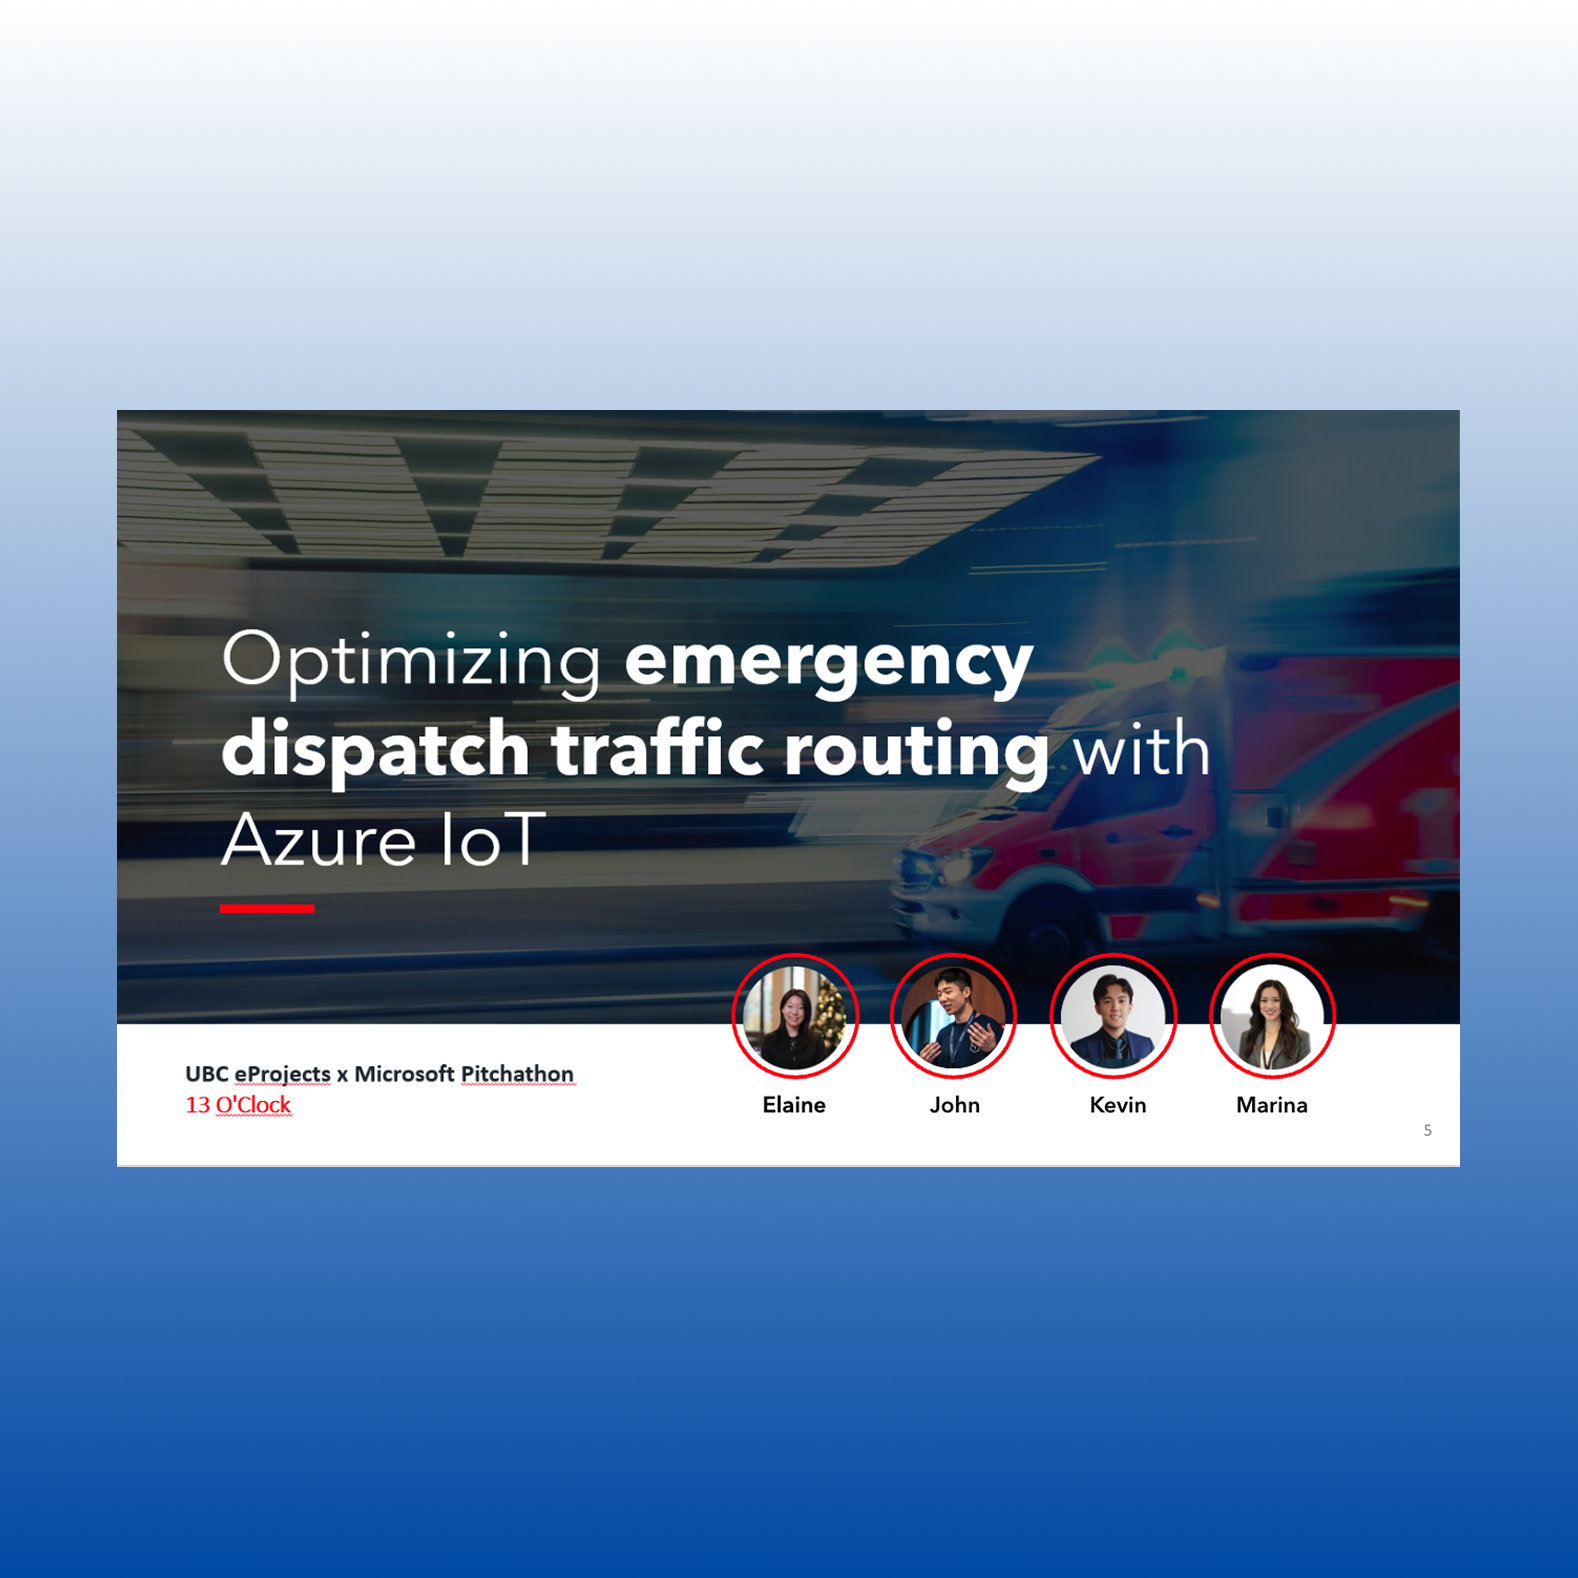 Optimizing emergency
dispatch traffic routing with
Azure IoT
UBC eProjects x Microsoft Pitchathon
13 O'Clock
Elaine
John
Kevin
Marina
5